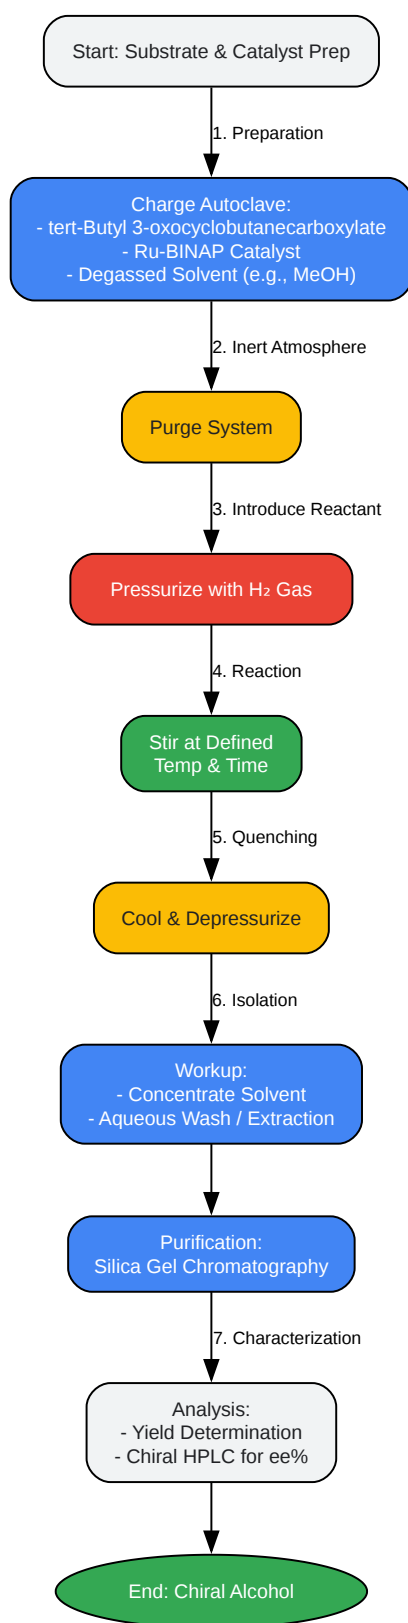 Start: Substrate & Catalyst Prep
1. Preparation
Charge Autoclave:
- tert-Butyl 3-oxocyclobutanecarboxylate
- Ru-BINAP Catalyst
- Degassed Solvent (e.g., MeOH)
2. Inert Atmosphere
Purge System
3. Introduce Reactant
Pressurize with H₂ Gas
4. Reaction
Stir at Defined
Temp & Time
5. Quenching
Cool & Depressurize
6. Isolation
Workup:
- Concentrate Solvent
- Aqueous Wash / Extraction
Purification:
Silica Gel Chromatography
7. Characterization
Analysis:
- Yield Determination
- Chiral HPLC for ee%
End: Chiral Alcohol